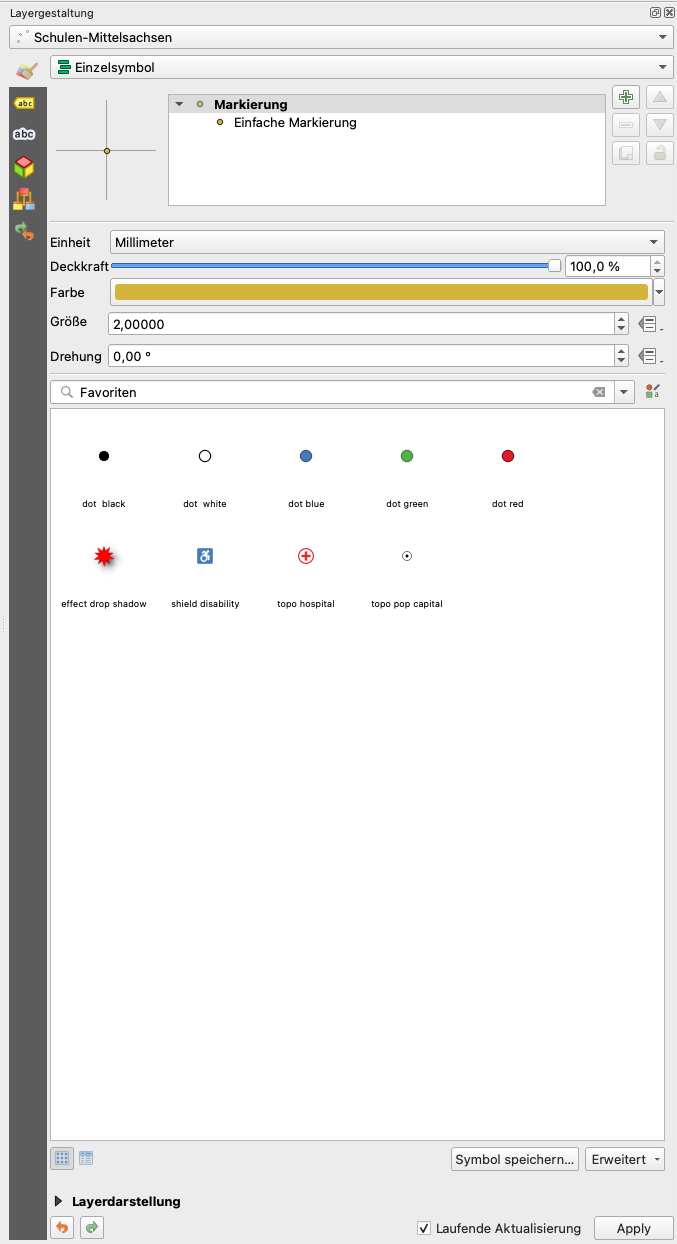 Layergestaltung
Schulen-Mittelsachsen
Einzelsymbol
abc
abc
Markierung
Einfache Markierung
Einheit
Millimeter
Deckkraft
100,0 %
Farbe
Größe
2,00000
Drehung
0,00 °
Favoriten
dot  black
dot  white
dot blue
dot green
dot red
effect drop shadow
shield disability
topo hospital
topo pop capital
Symbol speichern...
Erweitert
Layerdarstellung
Laufende Aktualisierung
Apply